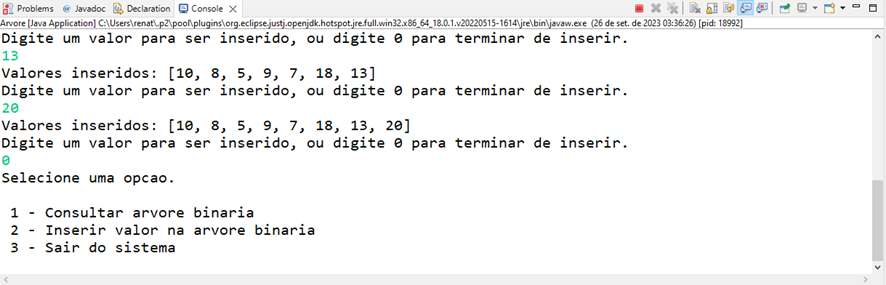 Problems @ Javadoc Declaration Console
Arvore [Java Application] C:\Users\renat\.p2\pool\plugins\org.eclipse.justj.openjdk.hotspot.jre.full.win32.x86_64_18.0.1.v20220515-1614\jre\bin\javaw.exe (26 de set. de 2023 03:36:26) [pid: 18992]
Digite um valor para ser inserido, ou digite 0 para terminar de inserir.
13
Valores inseridos: [10, 8, 5, 9, 7, 18, 13]
Digite um valor para ser inserido, ou digite 0 para terminar de inserir.
20
Valores inseridos: [10, 8, 5, 9, 7, 18, 13, 20]
Digite um valor para ser inserido, ou digite 0 para terminar de inserir.
0
Selecione uma opcao.
1 - Consultar arvore binaria
2 - Inserir valor na arvore binaria
3 - Sair do sistema